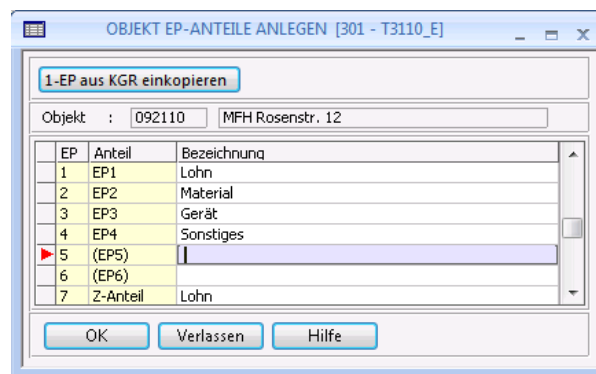 OBJEKT EP-ANTEILE ANLEGEN [301 - T3110_E]
1-EP aus KGR einkopieren
Objekt : 092110 MFH Rosenstr. 12
EP Anteil Bezeichnung
1 EP1 Lohn
2 EP2 Material
3 EP3 Gerät
4 EP4 Sonstiges
5 (EP5)
6 (EP6)
7 Z-Anteil Lohn
OK Verlassen Hilfe